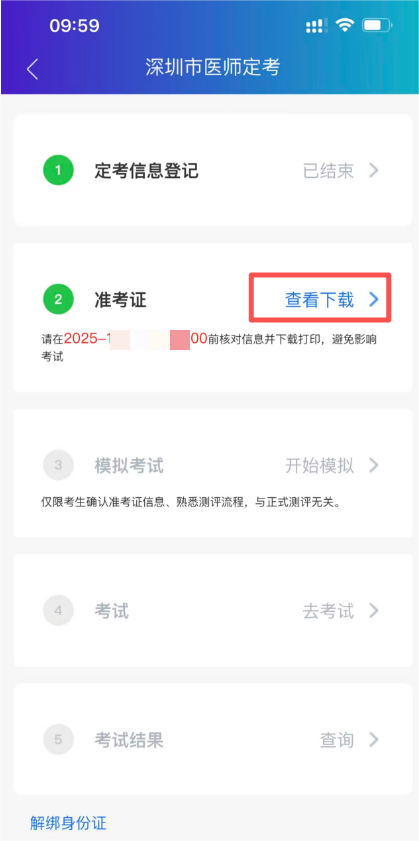 09:59
深圳市医师定考
1 定考信息登记 已结束
2 准考证 查看下载
请在2025-1 00前核对信息并下载打印，避免影响
考试
3 模拟考试 开始模拟
仅限考生确认准考证信息、熟悉测评流程，与正式测评无关。
4 考试 去考试
5 考试结果 查询
解绑身份证